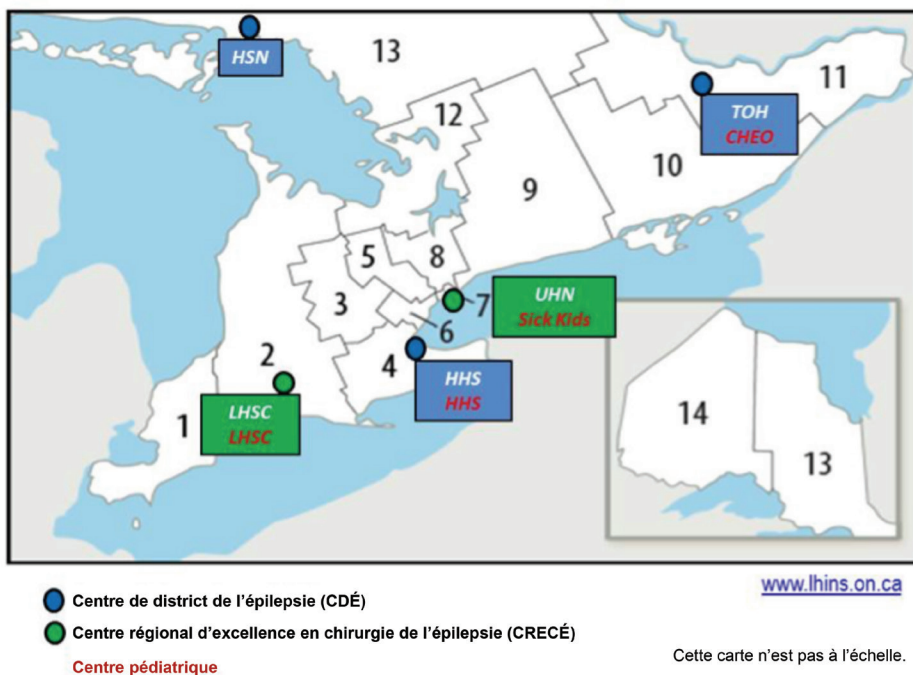 HSN
13
12
11
TOH
CHEO
10
9
8
5
3
7
UHN
Sick Kids
6
4
2
HHS
HHS
1
LHSC
LHSC
14
13
www.lhins.on.ca
Centre de district de l’épilepsie (CDÉ)
Centre régional d’excellence en chirurgie de l’épilepsie (CRECÉ)
Centre pédiatrique
Cette carte n’est pas à l’échelle.